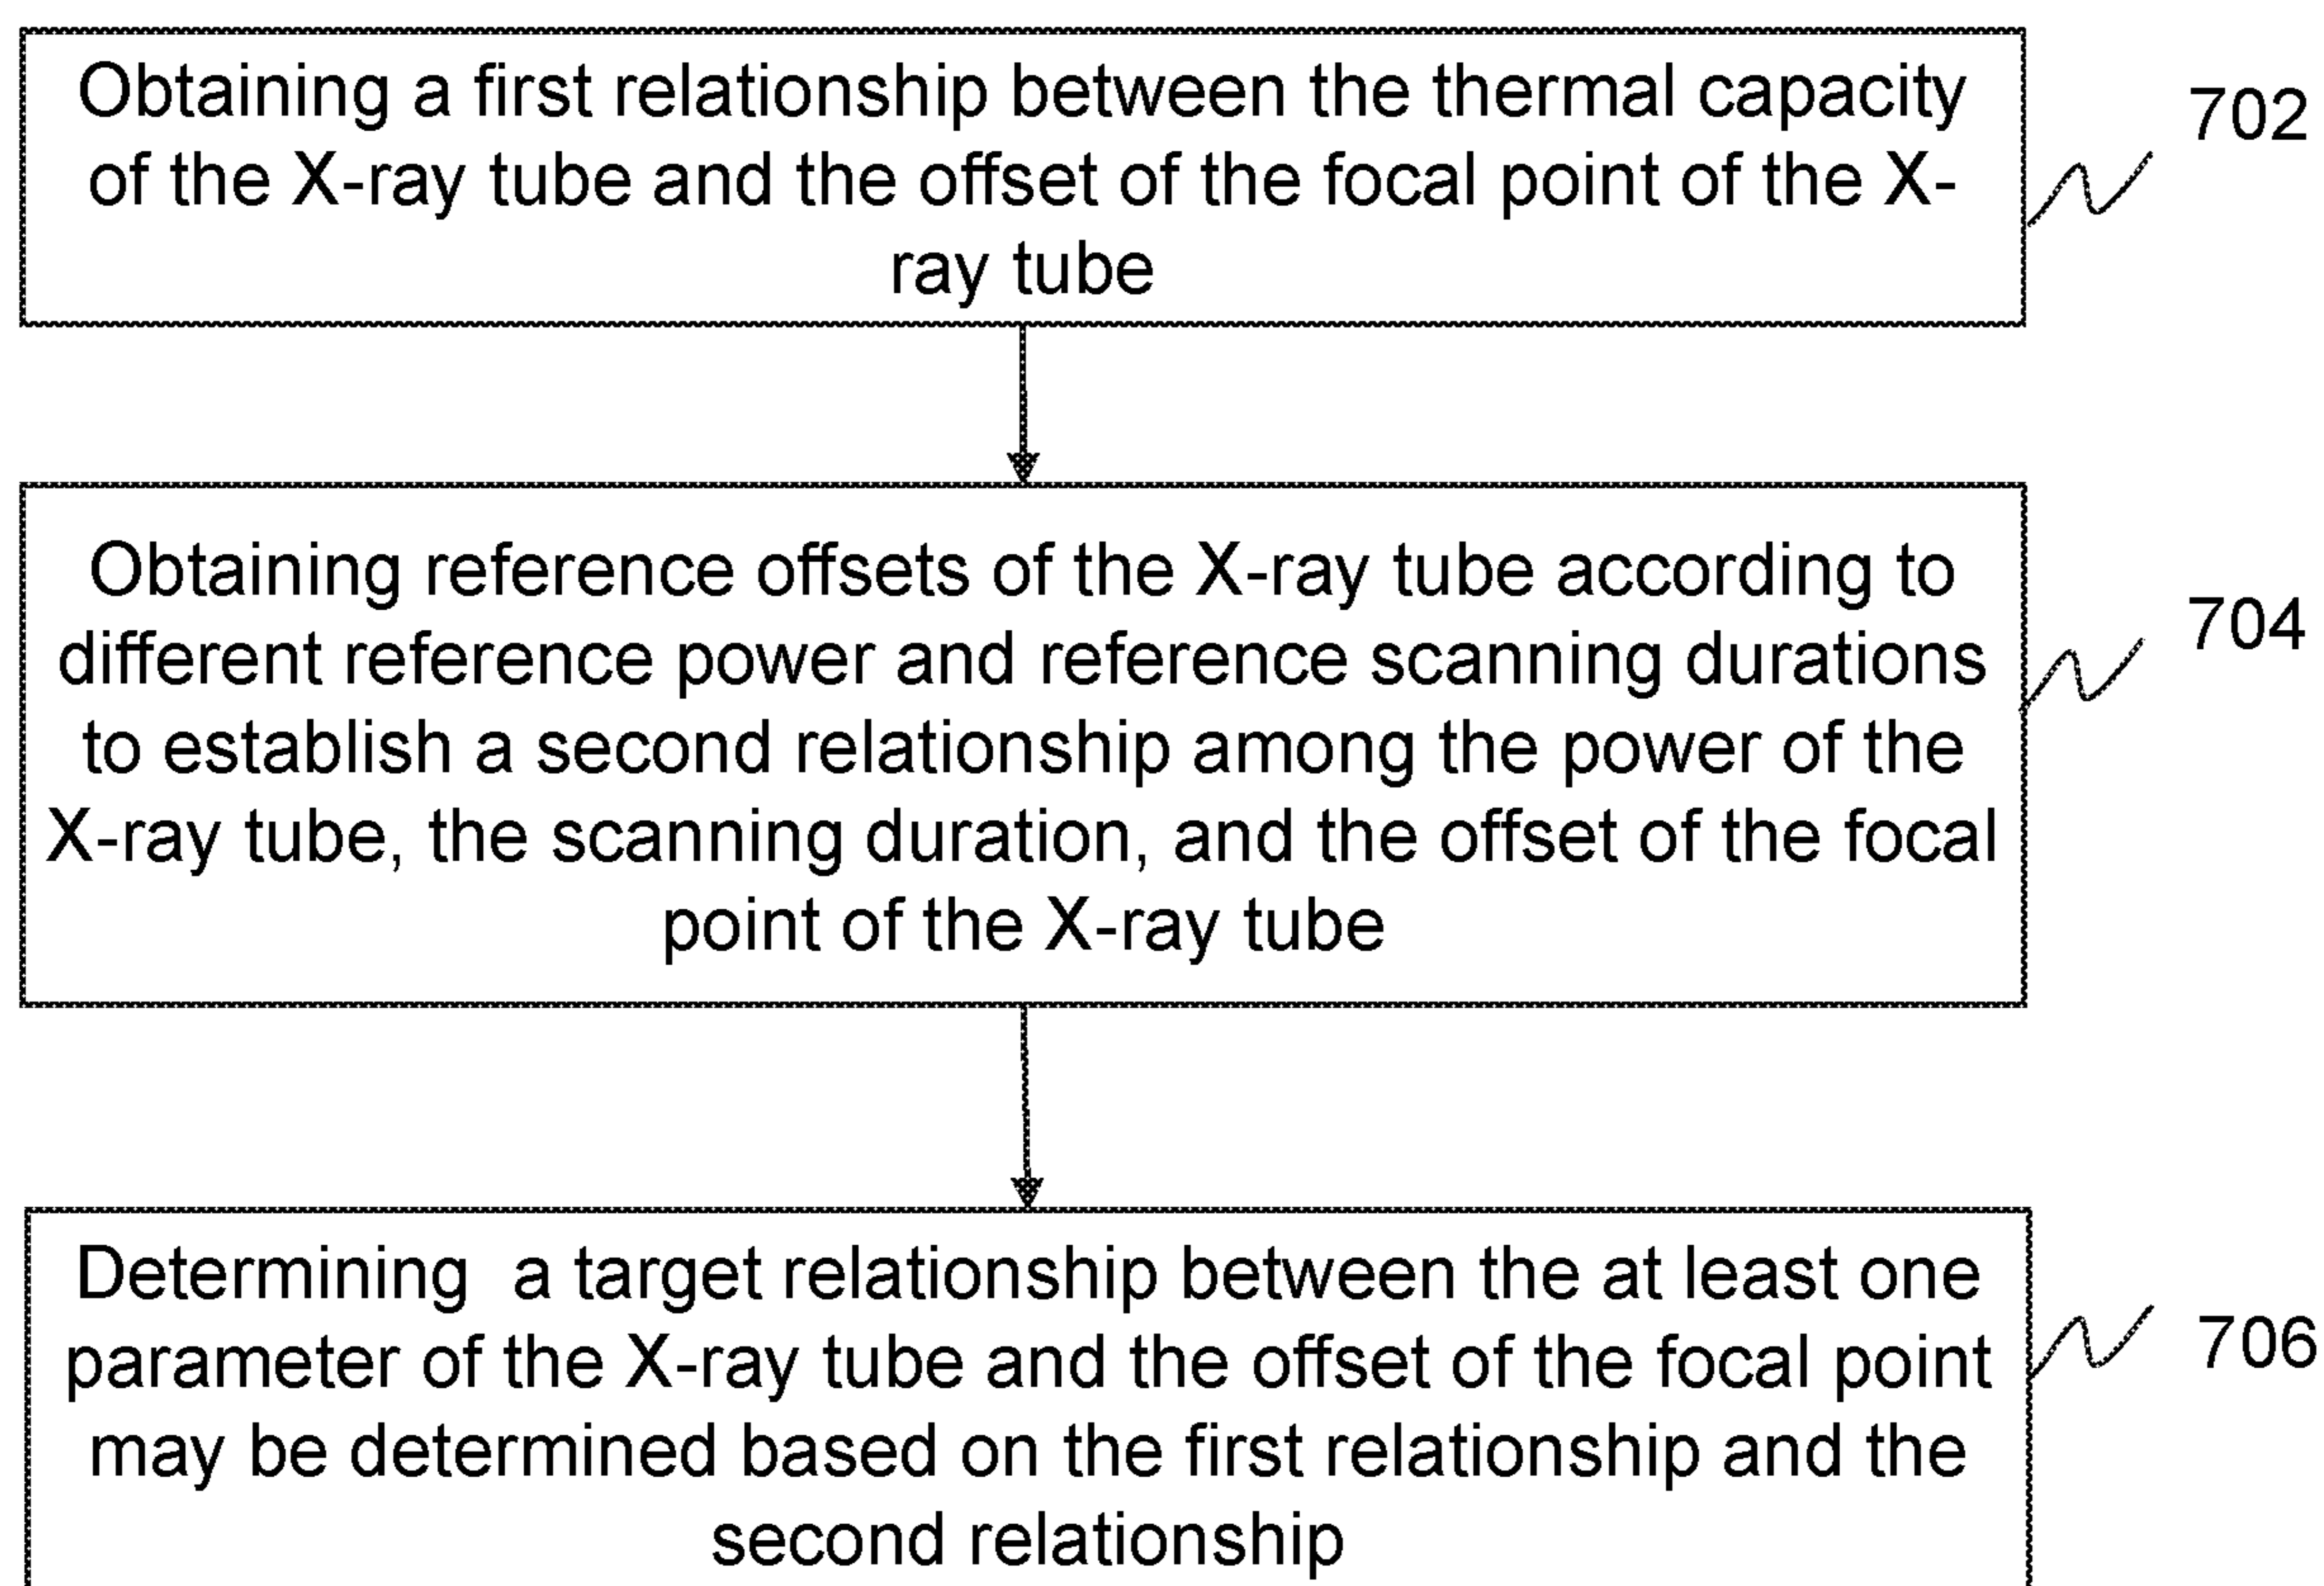 Obtaining a first relationship between the thermal capacity
of the X-ray tube and the offset of the focal point of the X-
ray tube
702
Obtaining reference offsets of the X-ray tube according to
different reference power and reference scanning durations
to establish a second relationship among the power of the
X-ray tube, the scanning duration, and the offset of the focal
point of the X-ray tube
704
Determining a target relationship between the at least one
parameter of the X-ray tube and the offset of the focal point
may be determined based on the first relationship and the
second relationship
706